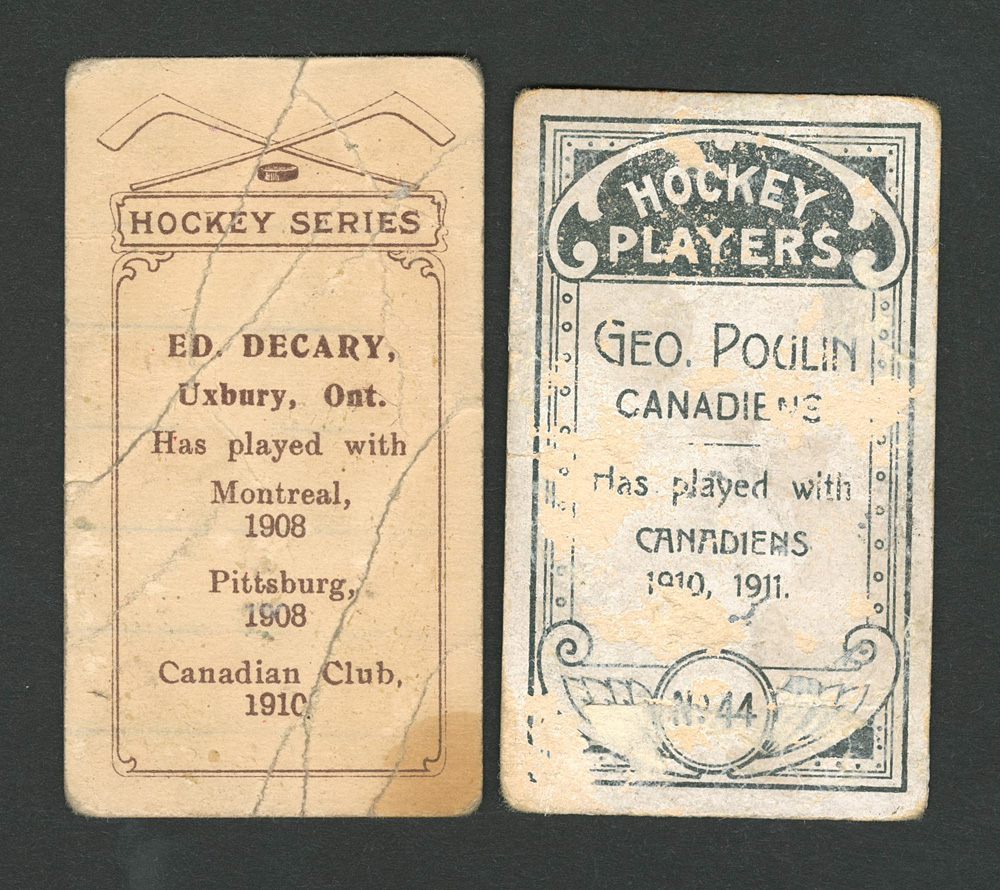 HOCKEY SERIES
ED. DECARY,
Uxbury, Ont.
Has played with
Montreal,
1908
Pittsburg,
1908
Canadian Club,
1910
HOCKEY
PLAYERS
GEO. POULIN
CANADIENS
Has played with
CANADIENS
1910, 1911.
No 44